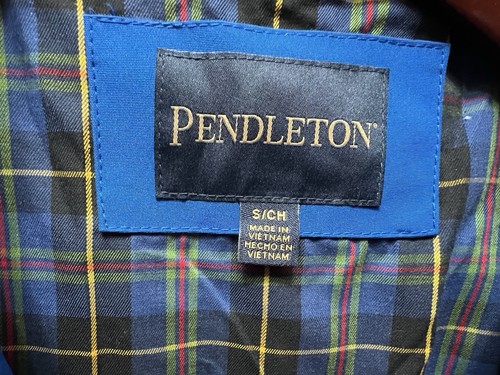 PENDLETON®
S/CH
MADE IN
VIETNAM
HECHO EN
VIETNAM